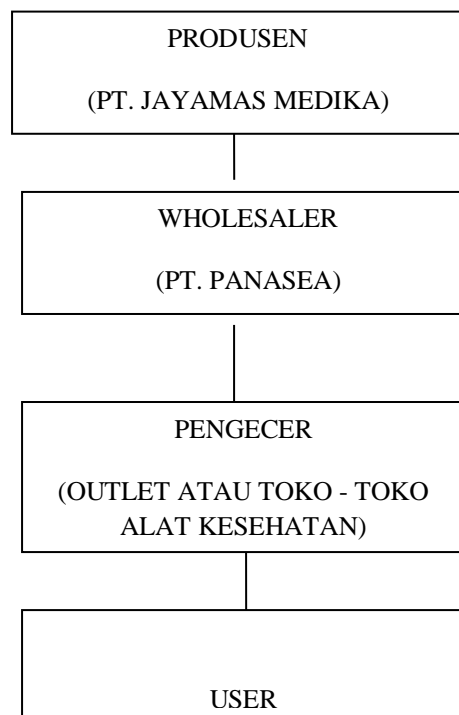 PRODUSEN
(PT. JAYAMAS MEDIKA)
WHOLESALER
(PT. PANASEA)
PENGECER
(OUTLET ATAU TOKO - TOKO
ALAT KESEHATAN)
USER